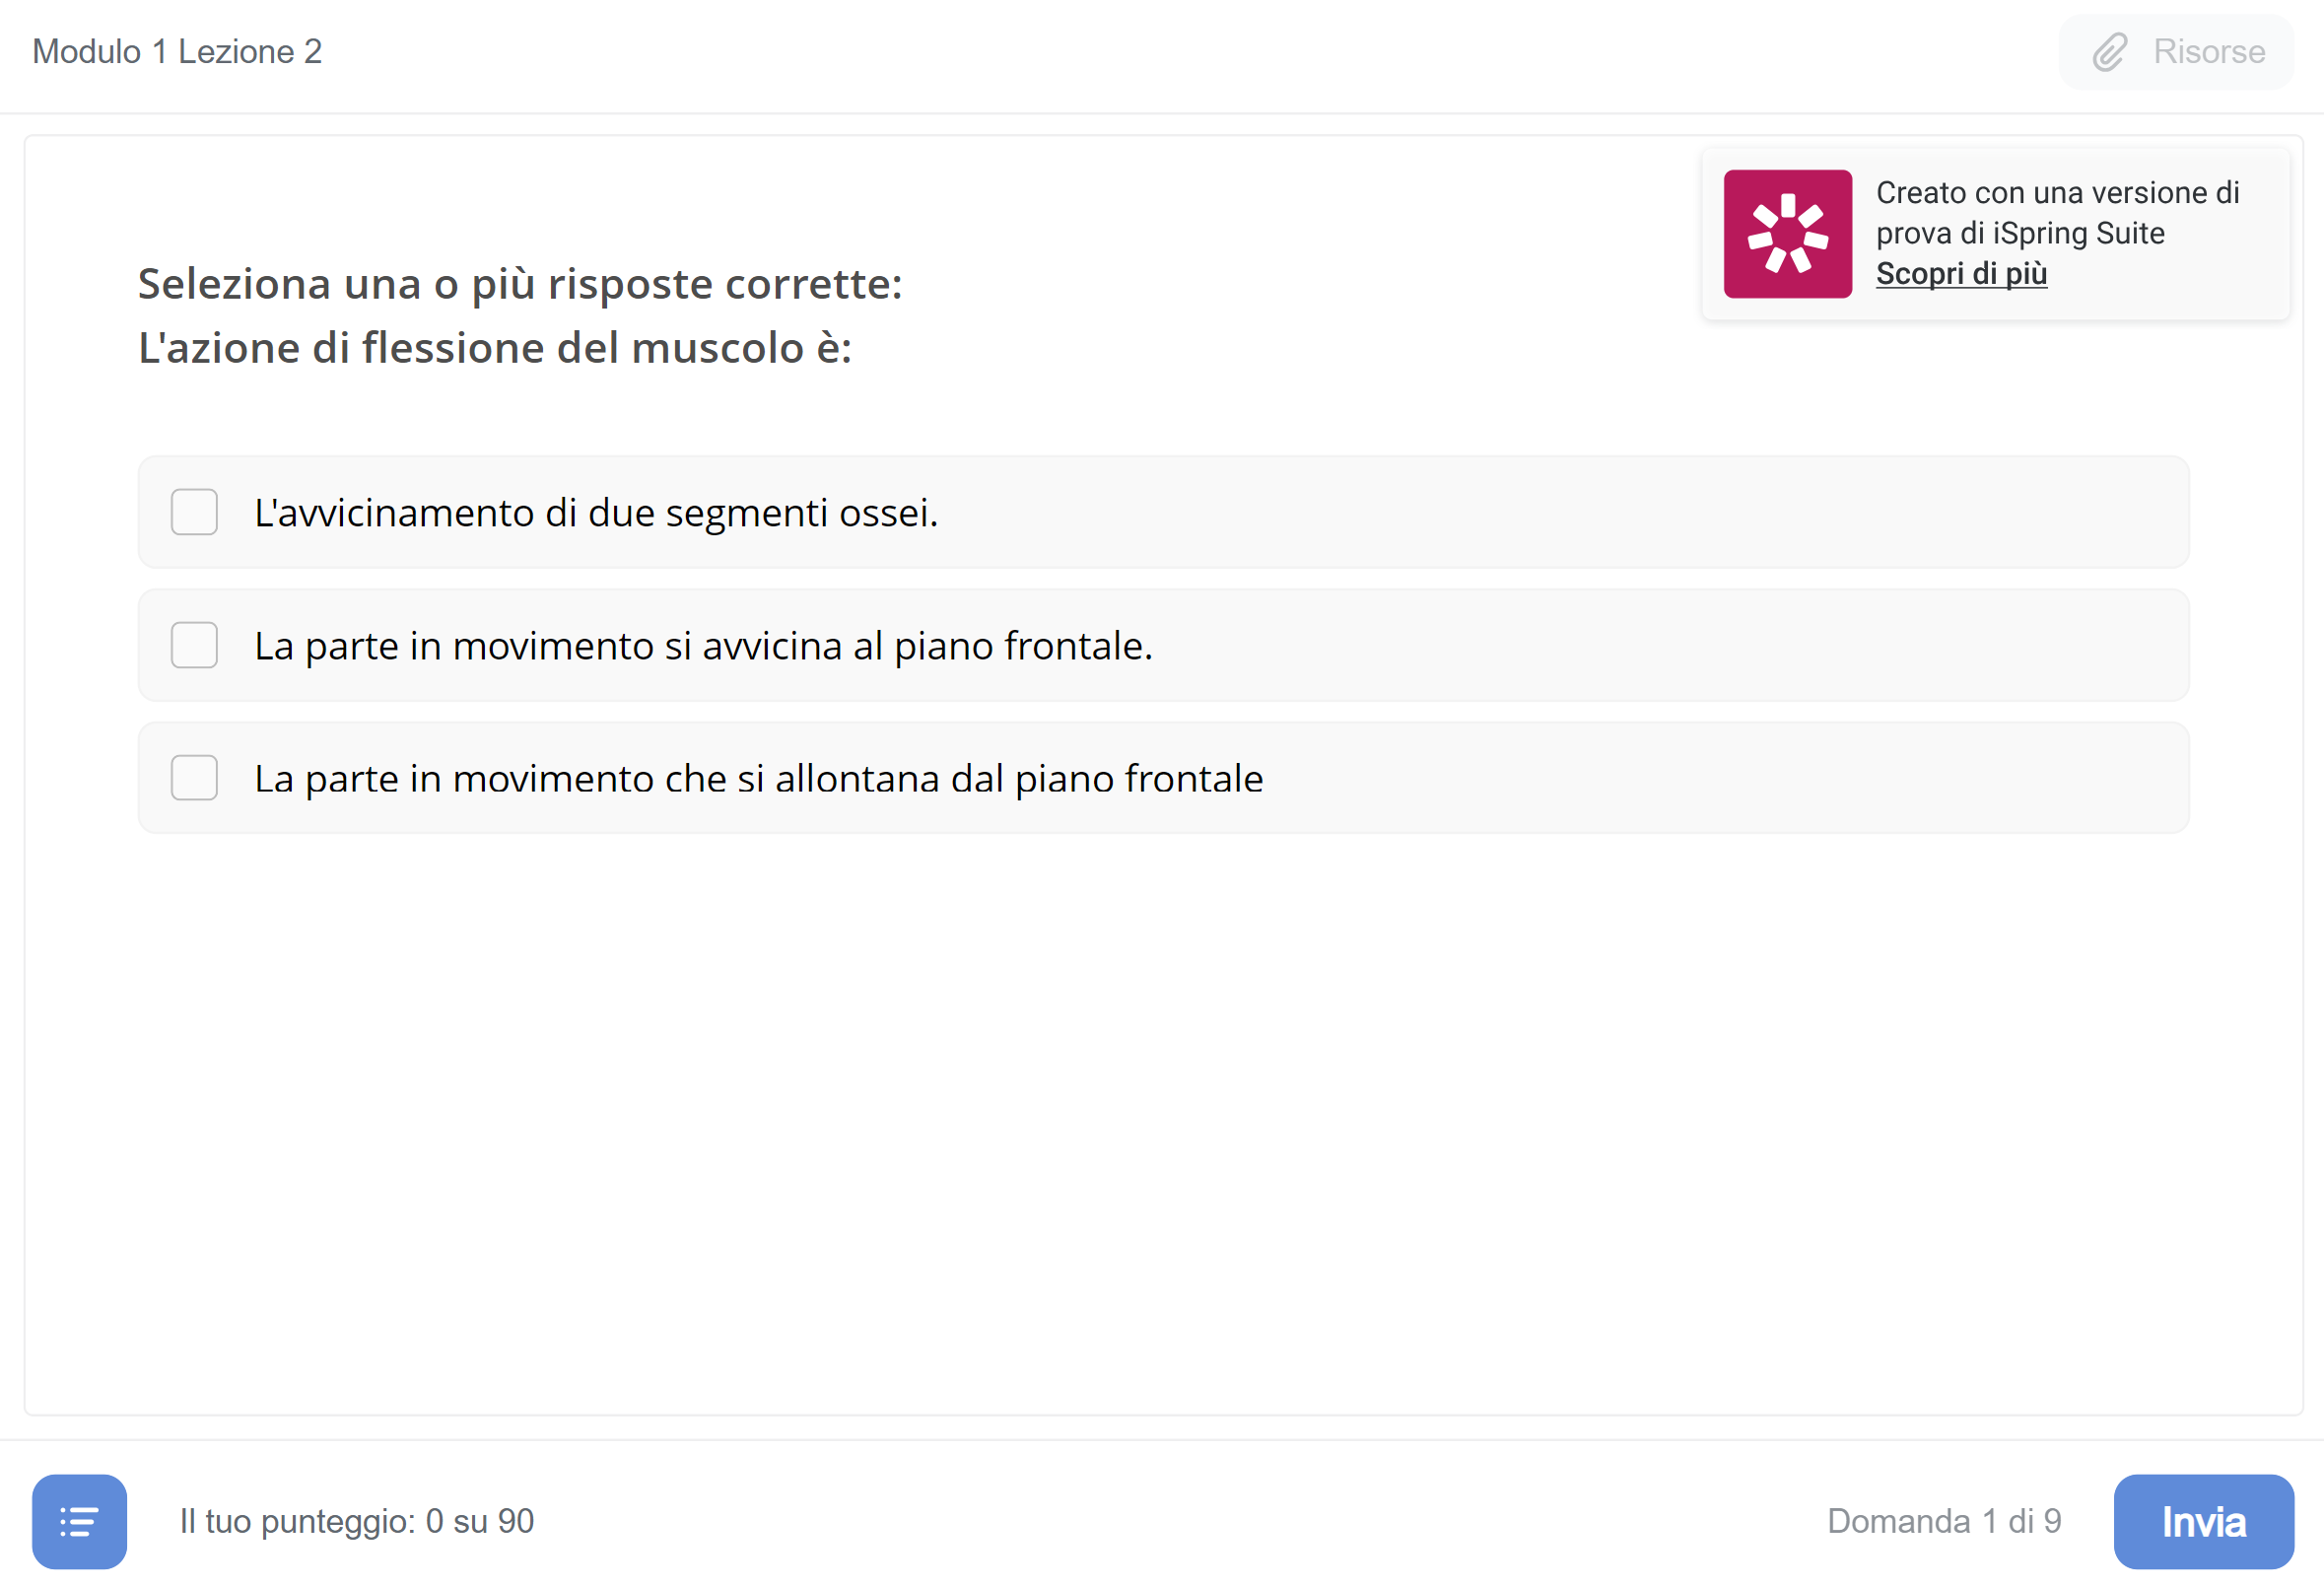 Modulo 1 Lezione 2
Risorse
Creato con una versione di
prova di iSpring Suite
Scopri di più
Seleziona una o più risposte corrette:
L'azione di flessione del muscolo è:
L'avvicinamento di due segmenti ossei.
La parte in movimento si avvicina al piano frontale.
La parte in movimento che si allontana dal piano frontale
Il tuo punteggio: 0 su 90
Domanda 1 di 9
Invia